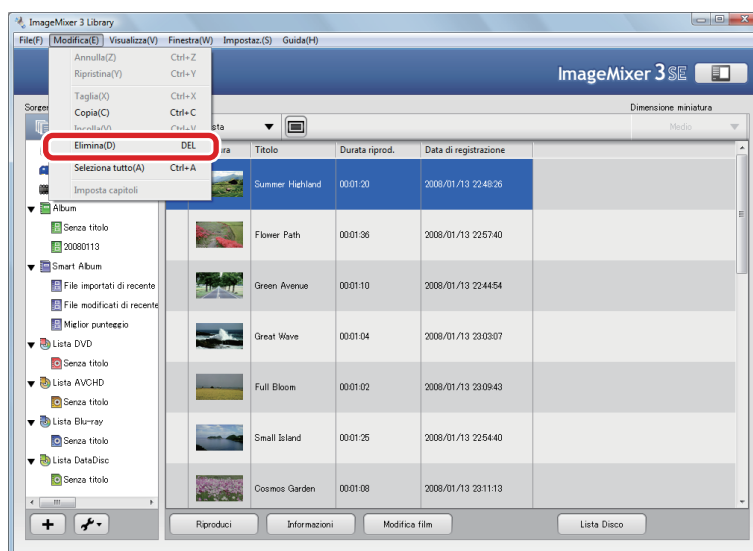 ImageMixer 3 Library
File(F) Modifica(E) Visualizza(V) Finestra(W) Impostaz.(S) Guida(H)
Annulla(Z) Ctrl+Z
Ripristina(Y) Ctrl+Y
Taglia(X) Ctrl+X
Copia(C) Ctrl+C
Incolla(V) Ctrl+V
Elimina(D) DEL
Seleziona tutto(A) Ctrl+A
Imposta capitoli
ImageMixer 3 SE
Dimensione miniatura
Medio
Titolo Durata riprod. Data di registrazione
Summer Highland 00:01:20 2008/01/13 22:48:26
Flower Path 00:01:36 2008/01/13 22:57:40
Green Avenue 00:01:10 2008/01/13 22:44:54
Great Wave 00:01:04 2008/01/13 23:03:07
Full Bloom 00:01:02 2008/01/13 23:09:43
Small Island 00:01:25 2008/01/13 22:54:40
Cosmos Garden 00:01:08 2008/01/13 23:11:13
Album
Senza titolo
20080113
Smart Album
File importati di recente
File modificati di recente
Miglior punteggio
Lista DVD
Senza titolo
Lista AVCHD
Senza titolo
Lista Blu-ray
Senza titolo
Lista DataDisc
Senza titolo
Riproduci Informazioni Modifica film Lista Disco